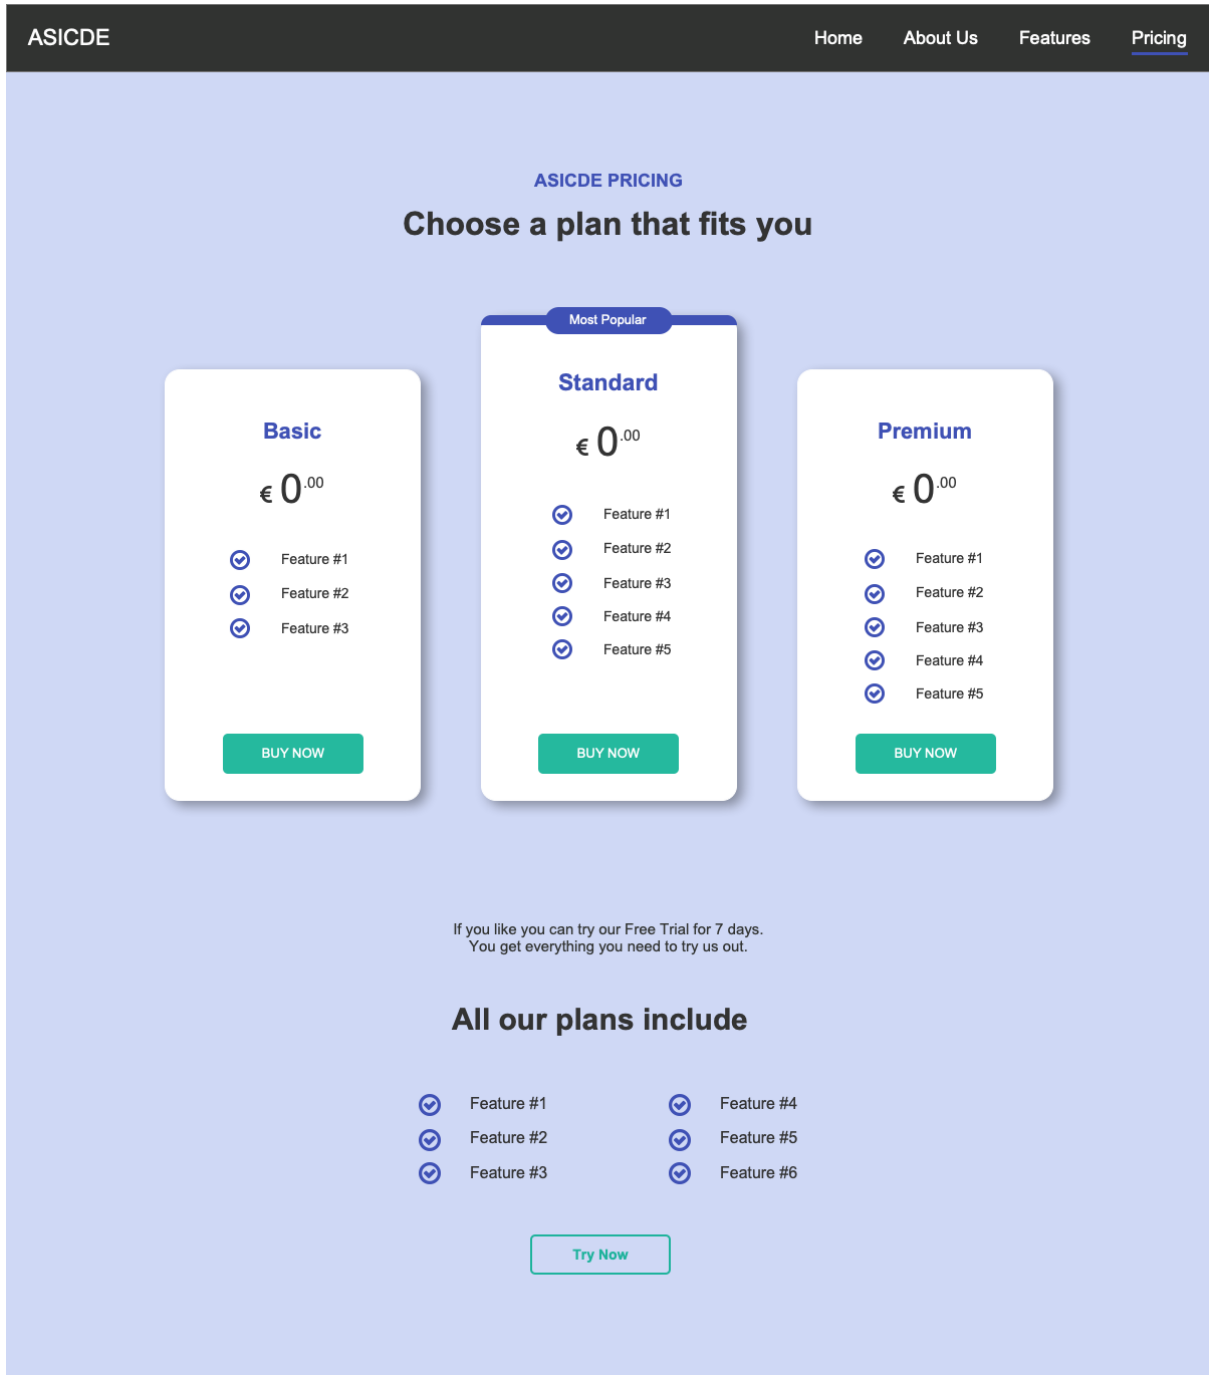 ASICDE
Home About Us Features Pricing
ASICDE PRICING
Choose a plan that fits you
Basic
€ 0.00
Feature #1
Feature #2
Feature #3
BUY NOW
Most Popular
Standard
€ 0.00
Feature #1
Feature #2
Feature #3
Feature #4
Feature #5
BUY NOW
Premium
€ 0.00
Feature #1
Feature #2
Feature #3
Feature #4
Feature #5
BUY NOW
If you like you can try our Free Trial for 7 days.
You get everything you need to try us out.
All our plans include
Feature #1
Feature #2
Feature #3
Feature #4
Feature #5
Feature #6
Try Now